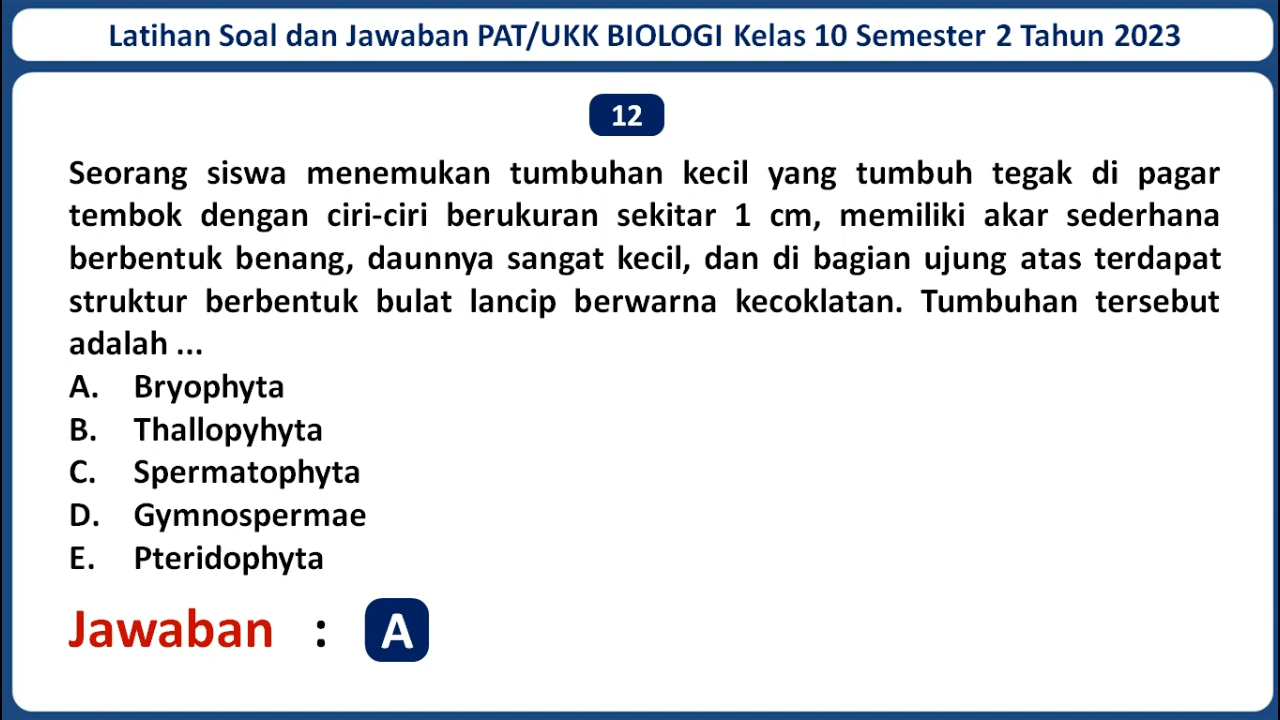 Latihan Soal dan Jawaban PAT/UKK BIOLOGI Kelas 10 Semester 2 Tahun 2023
12
Seorang siswa menemukan tumbuhan kecil yang tumbuh tegak di pagar
tembok dengan ciri-ciri berukuran sekitar 1 cm, memiliki akar sederhana
berbentuk benang, daunnya sangat kecil, dan di bagian ujung atas terdapat
struktur berbentuk bulat lancip berwarna kecoklatan. Tumbuhan tersebut
adalah ...
A. Bryophyta
B. Thallopyhyta
C. Spermatophyta
D. Gymnospermae
E. Pteridophyta
Jawaban : A